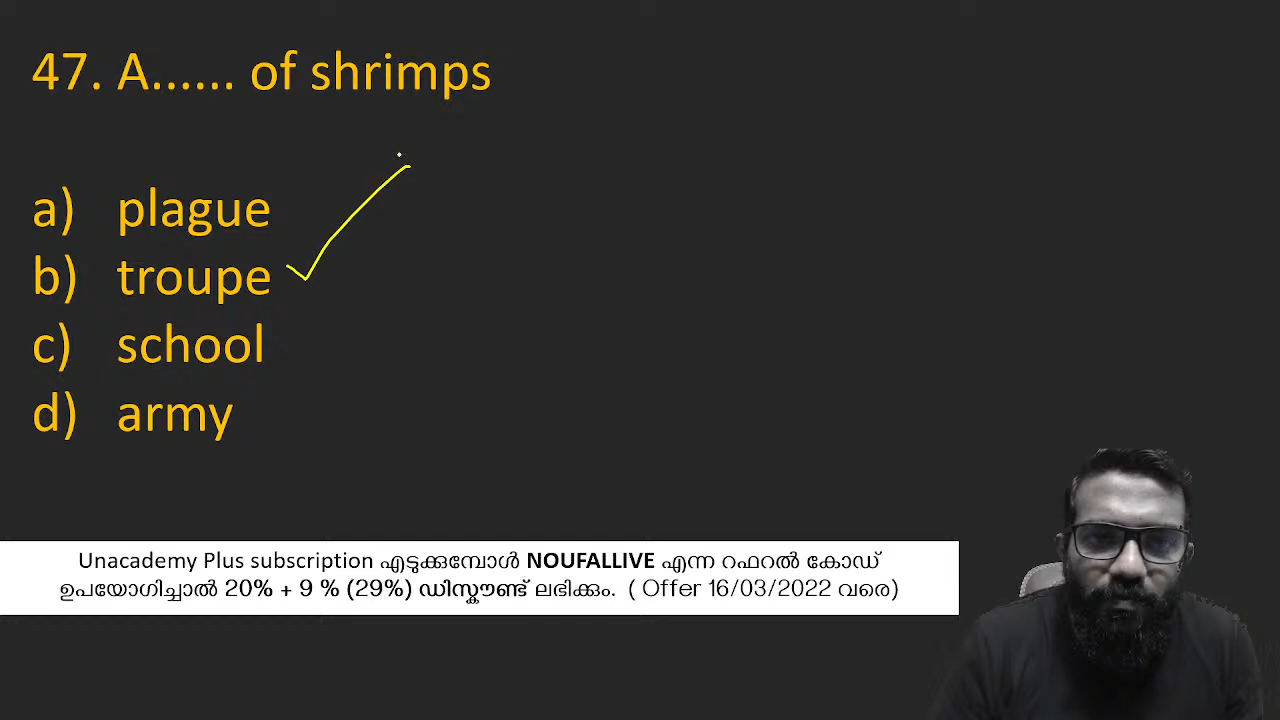 47. A...... of shrimps
a) plague
b) troupe
c) school
d) army
Unacademy Plus subscription എടുക്കുമ്പോൾ NOUFALLIVE എന്ന റഫറൽ കോഡ്
ഉപയോഗിച്ചാൽ 20% + 9 % (29%) ഡിസ്കൗണ്ട് ലഭിക്കും. ( Offer 16/03/2022 വരെ)